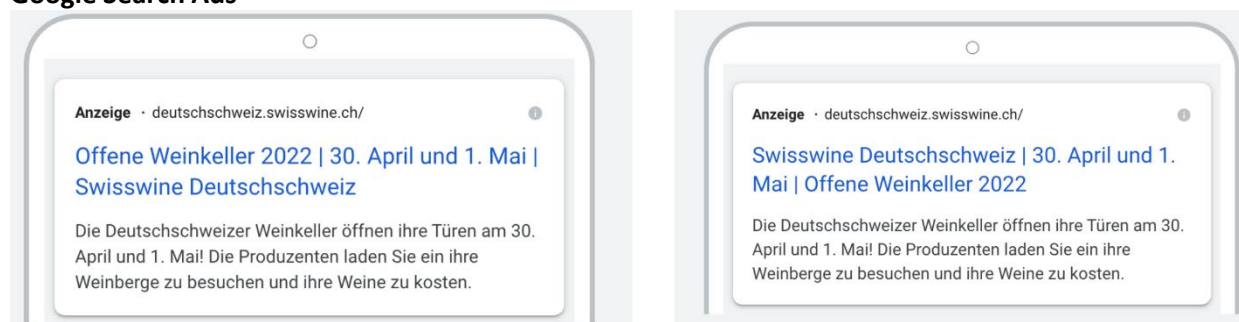 Google Search Ads
Anzeige · deutschschweiz.swisswine.ch/
Offene Weinkeller 2022 | 30. April und 1. Mai |
Swisswine Deutschschweiz
Die Deutschschweizer Weinkeller öffnen ihre Türen am 30.
April und 1. Mai! Die Produzenten laden Sie ein ihre
Weinberge zu besuchen und ihre Weine zu kosten.
Anzeige · deutschschweiz.swisswine.ch/
Swisswine Deutschschweiz | 30. April und 1.
Mai | Offene Weinkeller 2022
Die Deutschschweizer Weinkeller öffnen ihre Türen am 30.
April und 1. Mai! Die Produzenten laden Sie ein ihre
Weinberge zu besuchen und ihre Weine zu kosten.